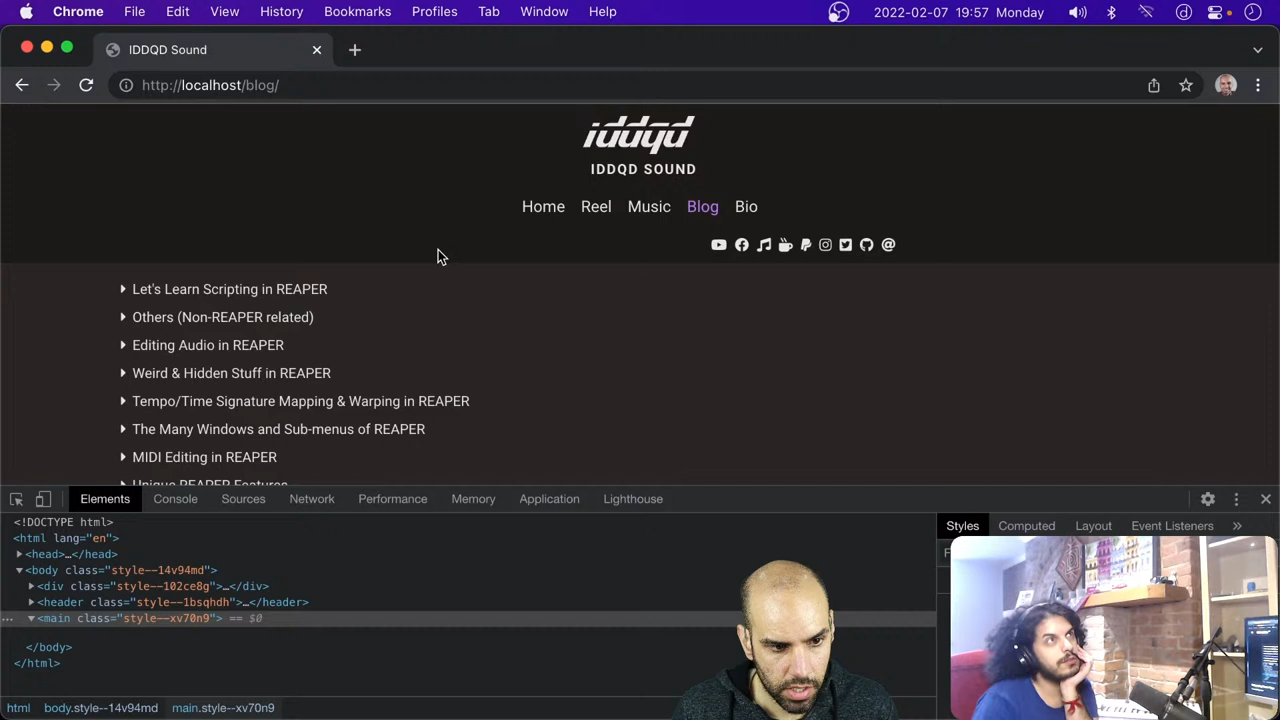 Chrome File Edit View History Bookmarks Profiles Tab Window Help 2022-02-07 19:57 Monday
IDDQD Sound
http://localhost/blog/
iddqd
IDDQD SOUND
Home Reel Music Blog Bio
Let's Learn Scripting in REAPER
Others (Non-REAPER related)
Editing Audio in REAPER
Weird & Hidden Stuff in REAPER
Tempo/Time Signature Mapping & Warping in REAPER
The Many Windows and Sub-menus of REAPER
MIDI Editing in REAPER
Unique REAPER Features
Elements Console Sources Network Performance Memory Application Lighthouse
<!DOCTYPE html>
<html lang="en">
<head>…</head>
<body class="style--14v94md">
<div class="style--102ce8g">…</div>
<header class="style--1bsqhdh">…</header>
<main class="style--xv70n9"> == $0
</body>
</html>
html body.style--14v94md main.style--xv70n9
Styles Computed Layout Event Listeners